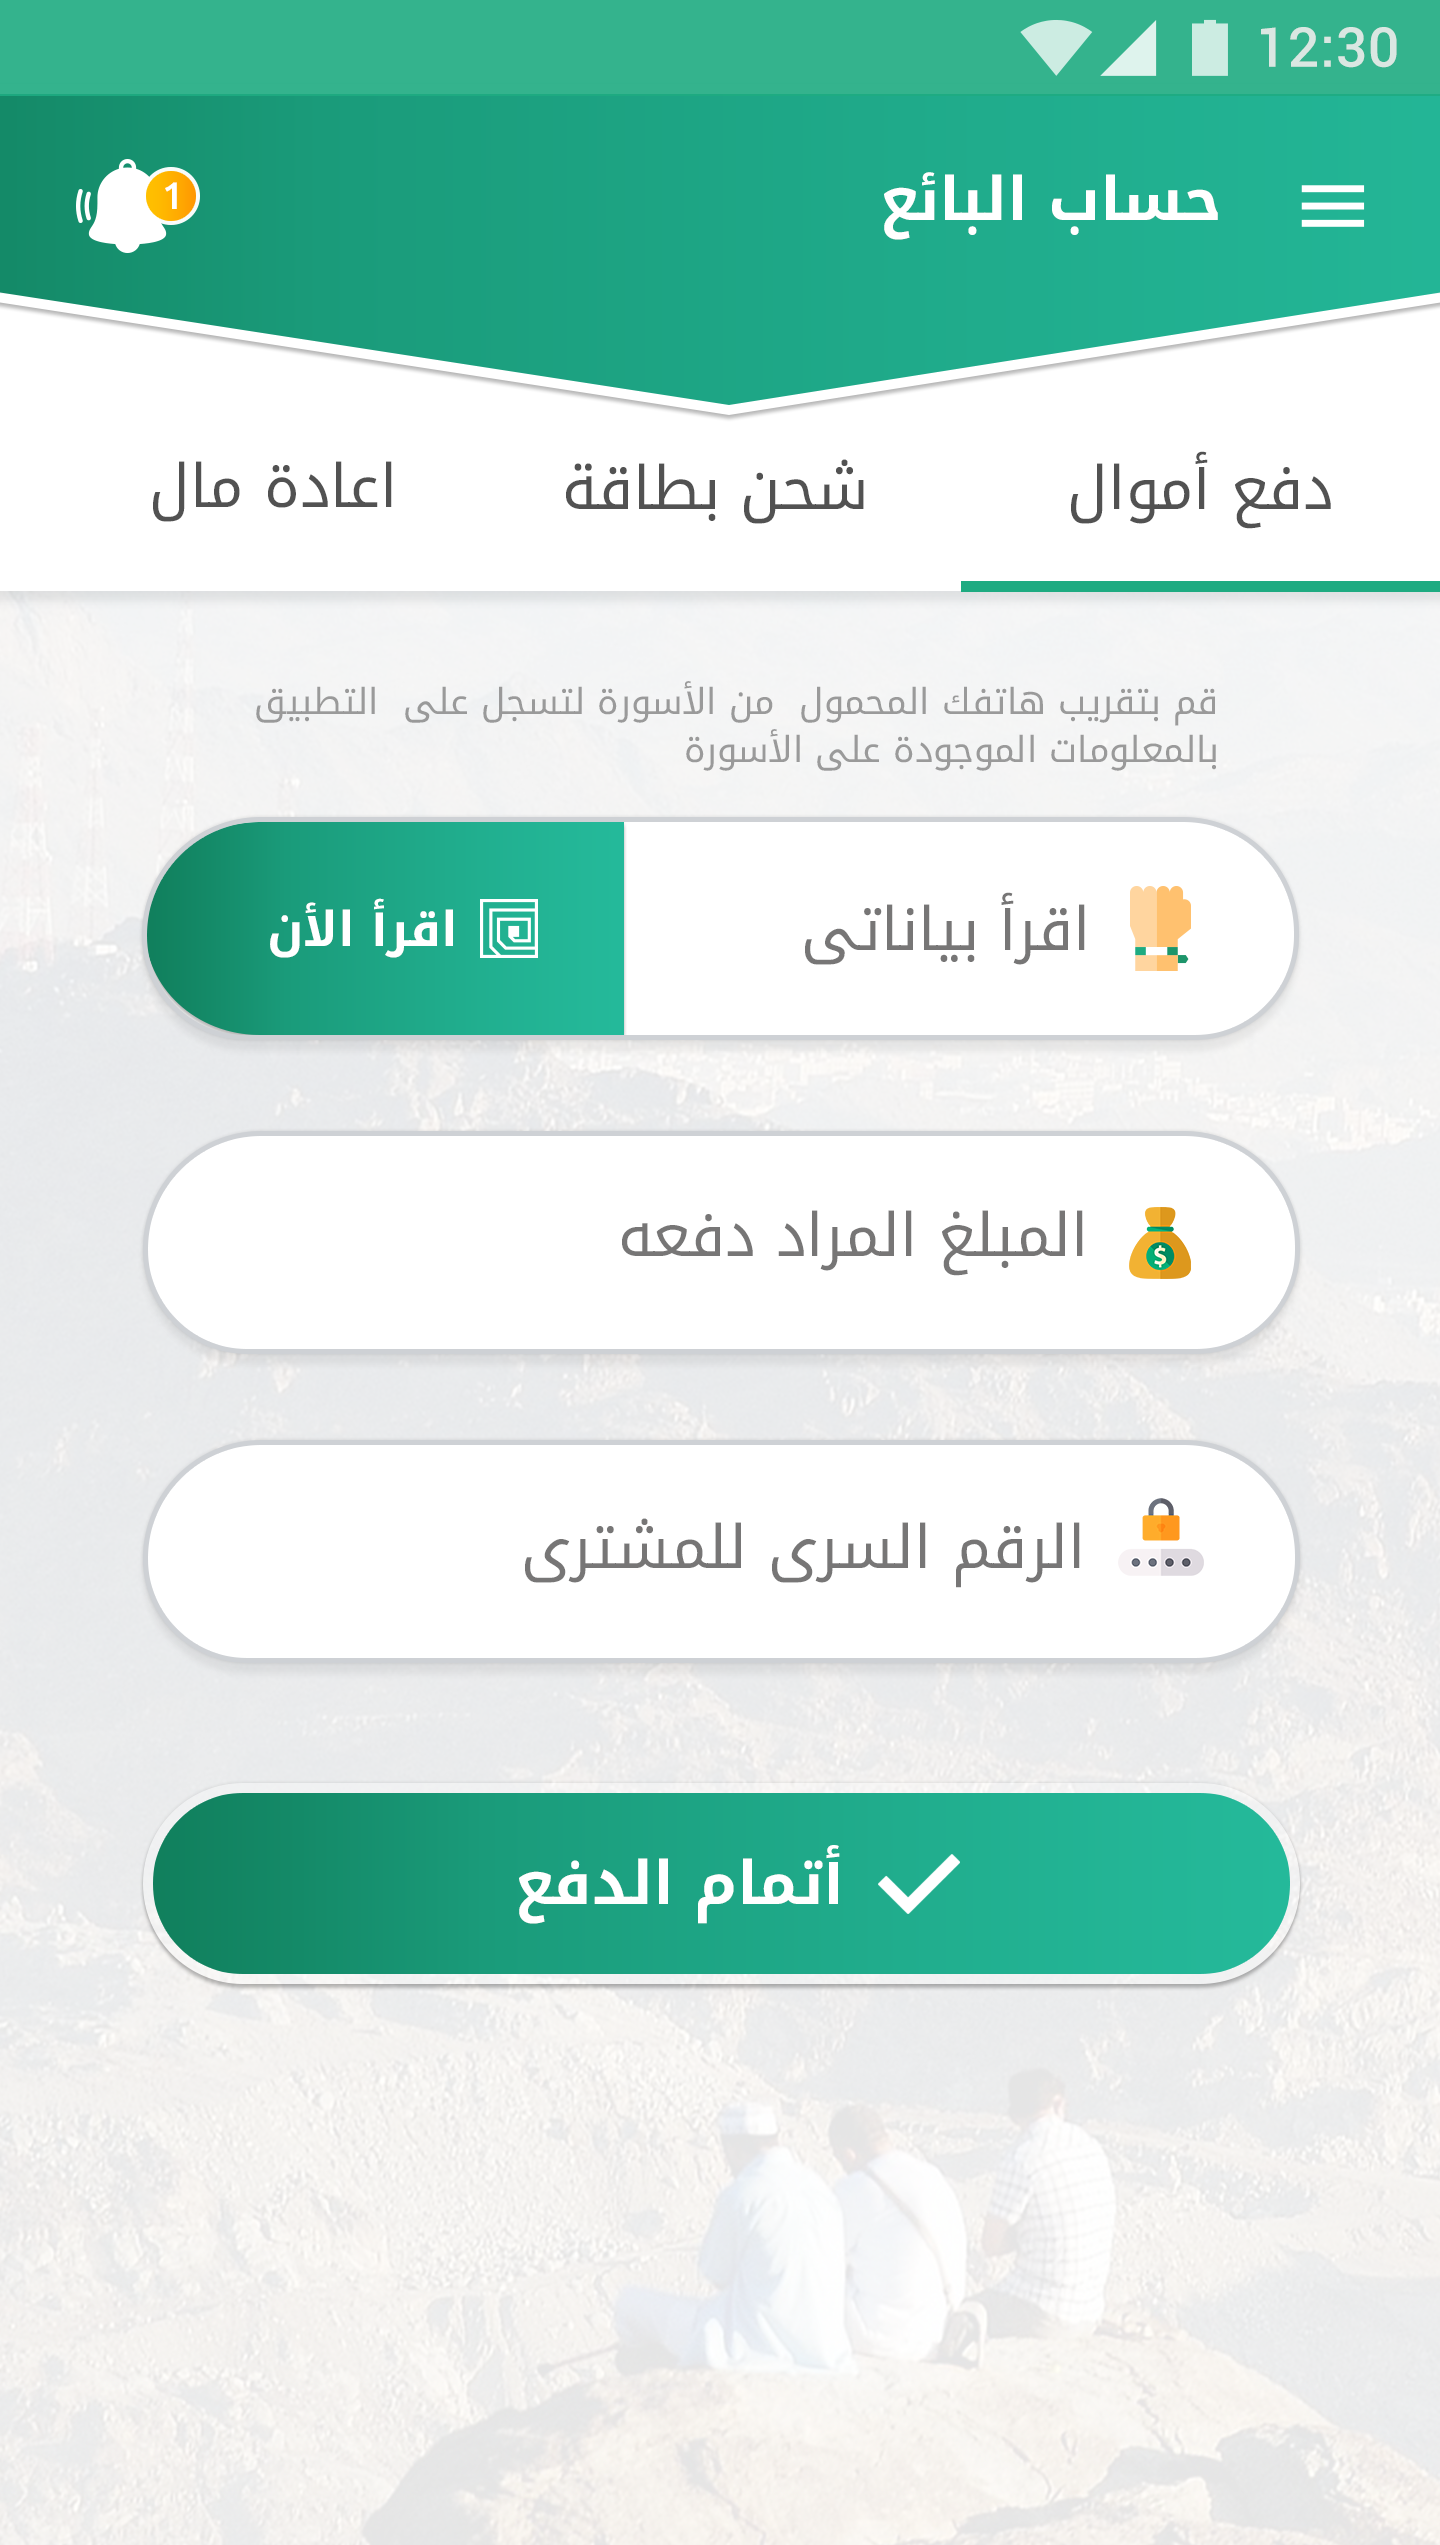 12:30
حساب البائع
1
دفع أموال
شحن بطاقة
اعادة مال
قم بتقريب هاتفك المحمول من الأسورة لتسجل على التطبيق
بالمعلومات الموجودة على الأسورة
اقرأ بياناتى
اقرأ الأن
$
المبلغ المراد دفعه
الرقم السرى للمشترى
أتمام الدفع